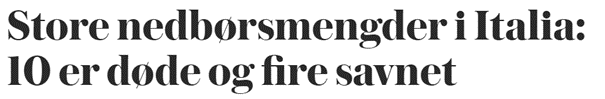 Store nedbørsmengder i Italia:
10 er døde og fire savnet